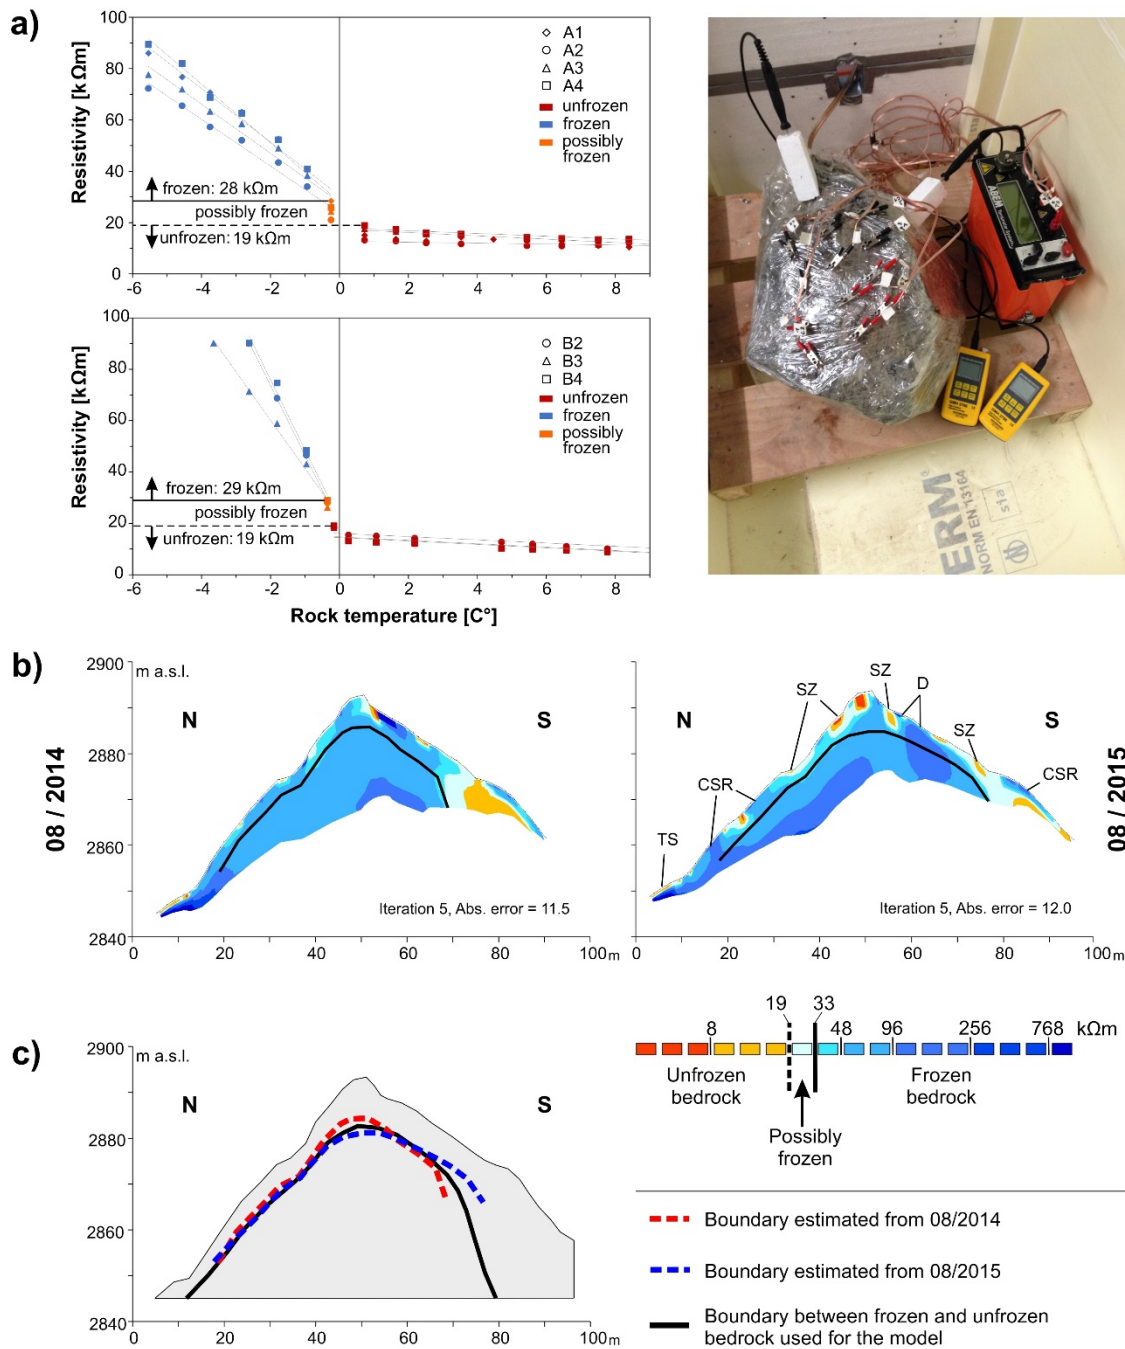 a)
Resistivity [kΩm]
100
80
60
40
20
0
-6
-4
-2
0
2
4
6
8
A1
A2
A3
A4
unfrozen
frozen
possibly
frozen
frozen: 28 kΩm
possibly frozen
unfrozen: 19 kΩm
Resistivity [kΩm]
100
80
60
40
20
0
-6
-4
-2
0
2
4
6
8
B2
B3
B4
unfrozen
frozen
possibly
frozen
frozen: 29 kΩm
possibly frozen
unfrozen: 19 kΩm
Rock temperature [C°]
ABEM
ERM
NORM EN 13164
s1a
b)
08 / 2014
2900
2880
2860
2840
m a.s.l.
N
S
Iteration 5, Abs. error = 11.5
0
20
40
60
80
100m
N
S
SZ
SZ
D
SZ
CSR
CSR
TS
Iteration 5, Abs. error = 12.0
0
20
40
60
80
100m
08 / 2015
19
33
8
48
96
256
768
kΩm
Unfrozen
bedrock
Frozen
bedrock
Possibly
frozen
c)
2900
2880
2860
2840
m a.s.l.
N
S
0
20
40
60
80
100m
Boundary estimated from 08/2014
Boundary estimated from 08/2015
Boundary between frozen and unfrozen
bedrock used for the model